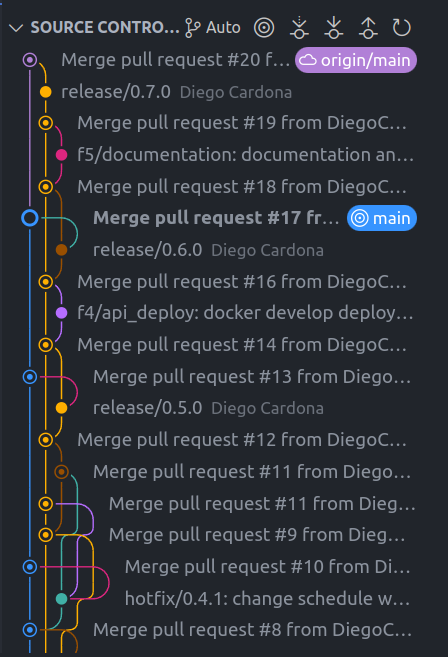 SOURCE CONTRO... Auto
Merge pull request #20 f... origin/main
release/0.7.0 Diego Cardona
Merge pull request #19 from DiegoC...
f5/documentation: documentation an...
Merge pull request #18 from DiegoC...
Merge pull request #17 fr... main
release/0.6.0 Diego Cardona
Merge pull request #16 from DiegoC...
f4/api_deploy: docker develop deploy...
Merge pull request #14 from DiegoC...
Merge pull request #13 from Diego...
release/0.5.0 Diego Cardona
Merge pull request #12 from DiegoC...
Merge pull request #11 from Diego...
Merge pull request #11 from Dieg...
Merge pull request #9 from Dieg...
Merge pull request #10 from Di...
hotfix/0.4.1: change schedule w...
Merge pull request #8 from DiegoC...